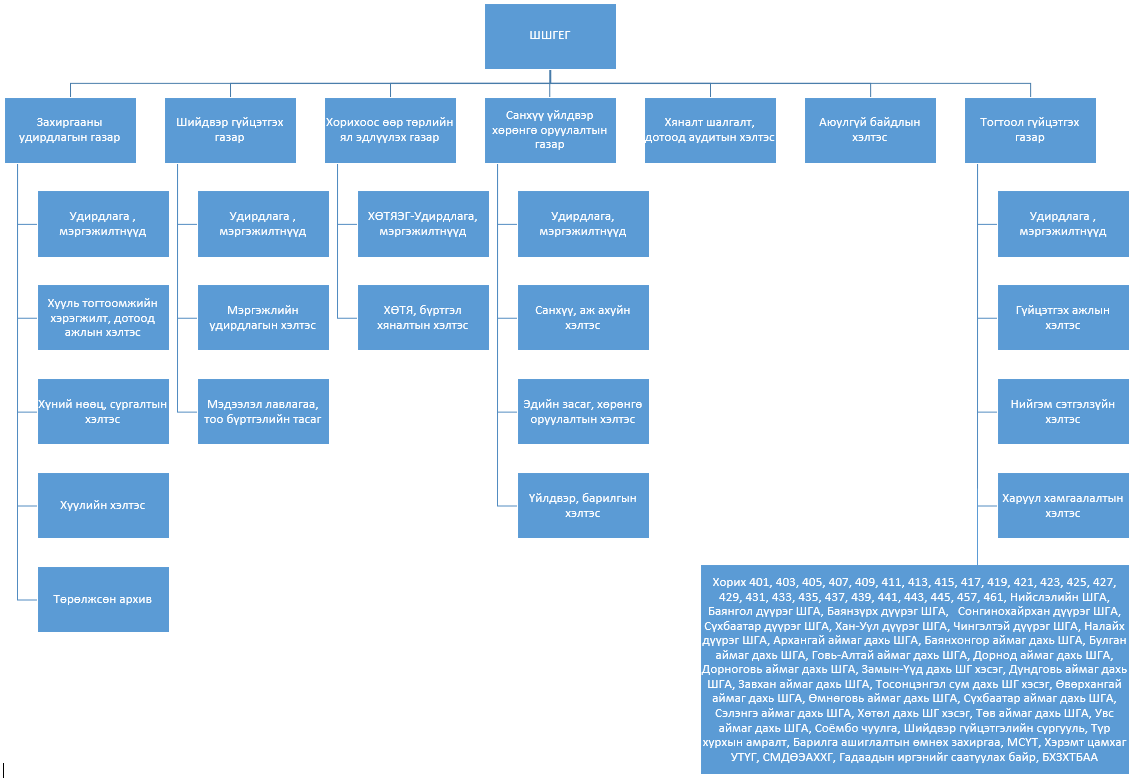 ШШГЕГ
Захиргааны
удирдлагын газар
Шийдвэр гүйцэтгэх
газар
Хорихоос өөр төрлийн
ял эдлүүлэх газар
Санхүү үйлдвэр
хөрөнгө оруулалтын
газар
Хяналт шалгалт,
дотоод аудитын хэлтэс
Аюулгүй байдлын
хэлтэс
Тогтоол гүйцэтгэх
газар
Удирдлага ,
мэргэжилтнүүд
Хууль тогтоомжийн
хэрэгжилт, дотоод
ажлын хэлтэс
Хүний нөөц, сургалтын
хэлтэс
Хуулийн хэлтэс
Төрөлжсөн архив
Удирдлага ,
мэргэжилтнүүд
Мэргэжлийн
удирдлагын хэлтэс
Мэдээлэл лавлагаа,
тоо бүртгэлийн тасаг
ХӨТЯЭГ-Удирдлага,
мэргэжилтнүүд
ХӨТЯ, бүртгэл
хяналтын хэлтэс
Удирдлага,
мэргэжилтнүүд
Санхүү, аж ахуйн
хэлтэс
Эдийн засаг, хөрөнгө
оруулалтын хэлтэс
Үйлдвэр, барилгын
хэлтэс
Удирдлага ,
мэргэжилтнүүд
Гүйцэтгэх ажлын
хэлтэс
Нийгэм сэтгэлзүйн
хэлтэс
Харуул хамгаалалтын
хэлтэс
Хорих 401, 403, 405, 407, 409, 411, 413, 415, 417, 419, 421, 423, 425, 427,
429, 431, 433, 435, 437, 439, 441, 443, 445, 457, 461, Нийслэлийн ШГА,
Баянгол дүүрэг ШГА, Баянзүрх дүүрэг ШГА, Сонгинохайрхан дүүрэг ШГА,
Сүхбаатар дүүрэг ШГА, Хан-Уул дүүрэг ШГА, Чингэлтэй дүүрэг ШГА, Налайх
дүүрэг ШГА, Архангай аймаг дахь ШГА, Баянхонгор аймаг дахь ШГА, Булган
аймаг дахь ШГА, Говь-Алтай аймаг дахь ШГА, Дорнод аймаг дахь ШГА,
Дорноговь аймаг дахь ШГА, Замын-Үүд дахь ШГ хэсэг, Дундговь аймаг дахь
ШГА, Завхан аймаг дахь ШГА, Тосонцэнгэл сум дахь ШГ хэсэг, Өвөрхангай
аймаг дахь ШГА, Өмнөговь аймаг дахь ШГА, Сүхбаатар аймаг дахь ШГА,
Сэлэнгэ аймаг дахь ШГА, Хөтөл дахь ШГ хэсэг, Төв аймаг дахь ШГА, Увс
аймаг дахь ШГА, Соёмбо чуулга, Шийдвэр гүйцэтгэлийн сургууль, Түр
хурхын амралт, Барилга ашиглалтын өмнөх захиргаа, МСҮТ, Хэрэмт цамхаг
УТҮГ, СМДӨЭАХХГ, Гадаадын иргэнийг саатуулах байр, БХЗХТБАА